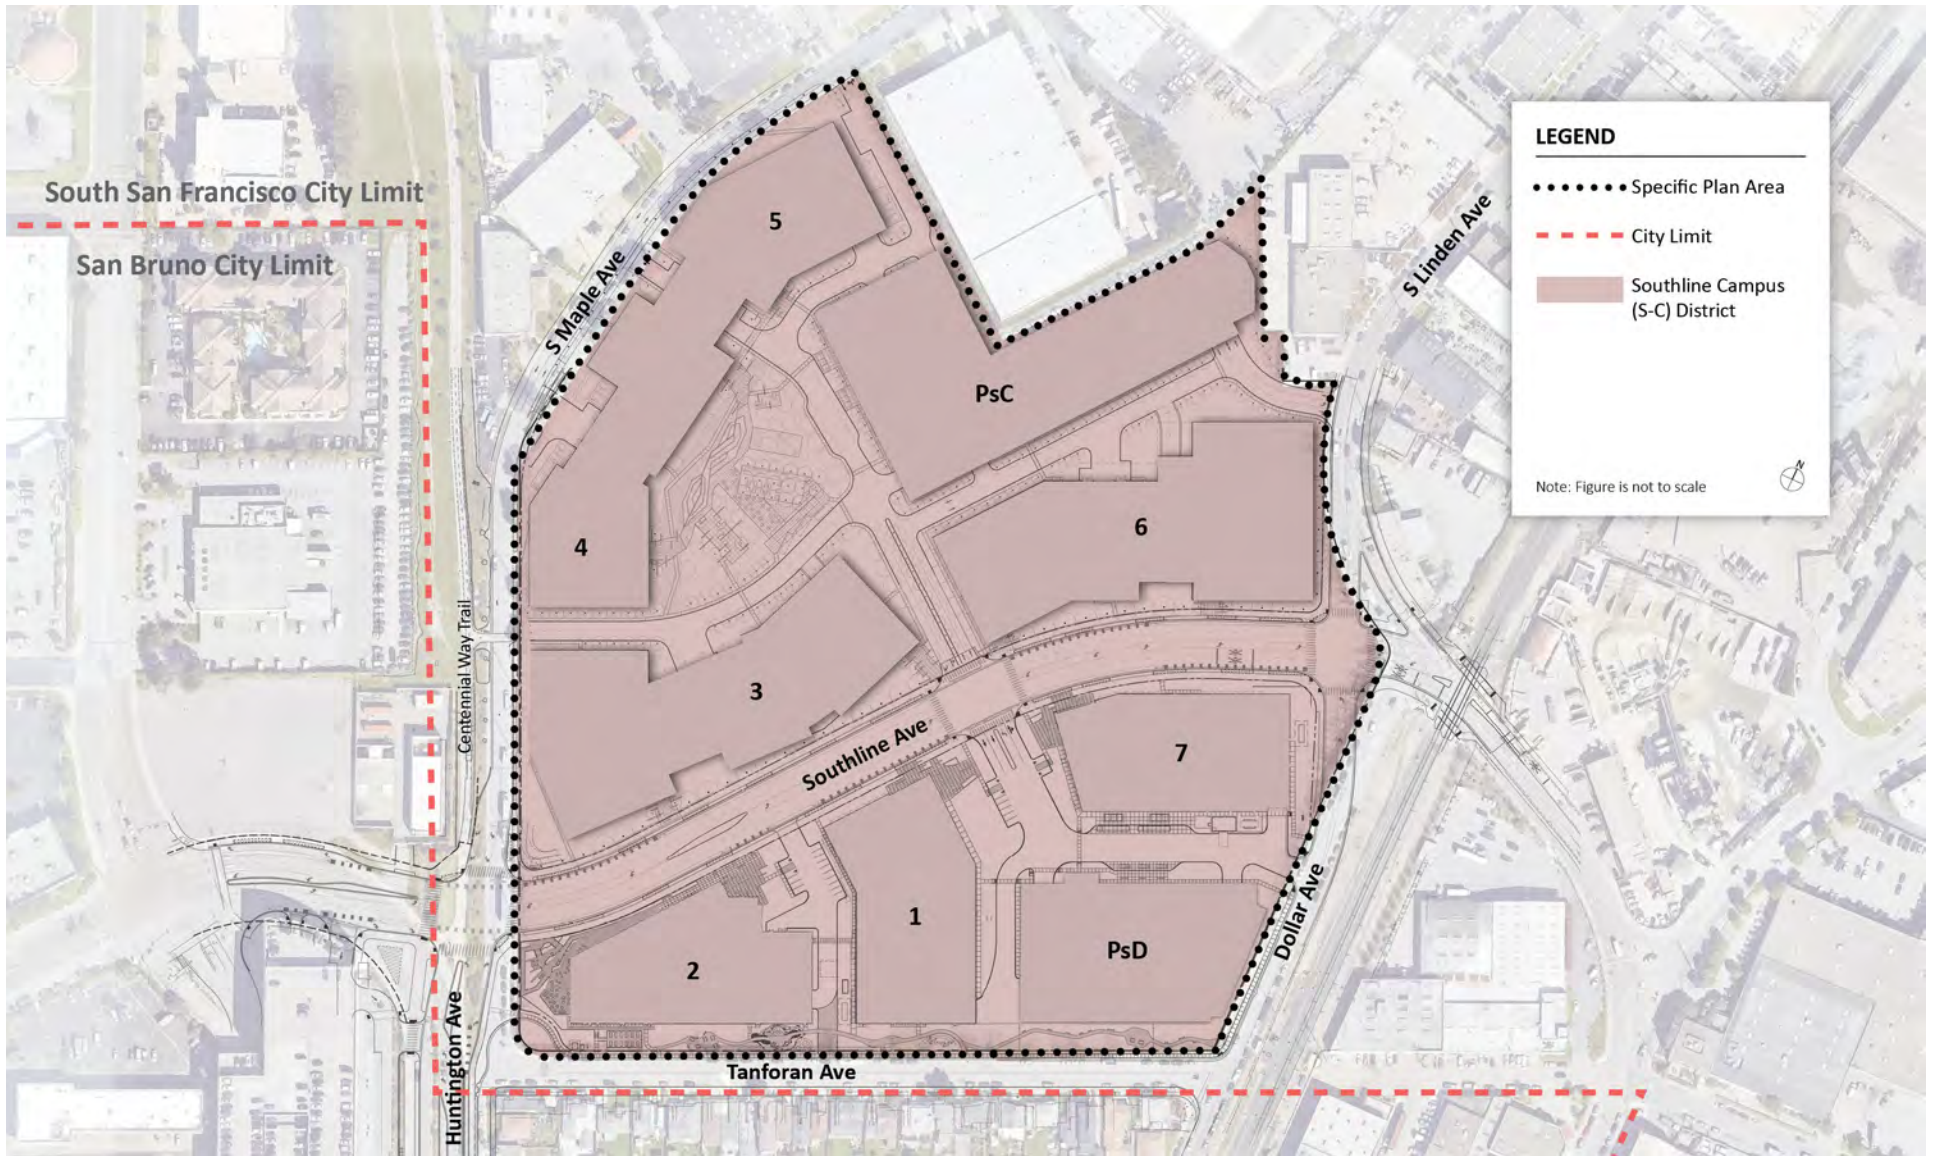 South San Francisco City Limit
San Bruno City Limit
S Maple Ave
S Linden Ave
5
PsC
4
6
3
Centennial Way Trail
Southline Ave
7
1
2
PsD
Dollar Ave
Huntington Ave
Tanforan Ave
LEGEND
Specific Plan Area
City Limit
Southline Campus
(S-C) District
Note: Figure is not to scale
N